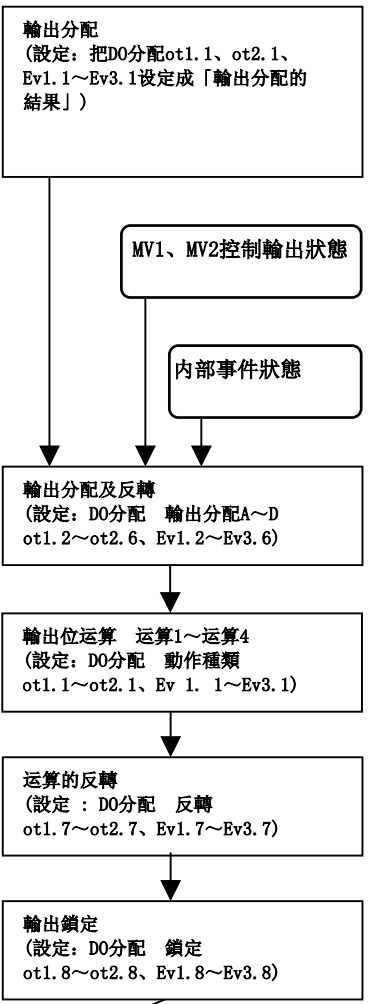 輸出分配
(設定：把DO分配ot1.1、ot2.1、
Ev1.1～Ev3.1设定成「輸出分配的
結果」)
MV1、MV2控制輸出狀態
内部事件狀態
輸出分配及反轉
(設定：DO分配　輸出分配A～D
ot1.2～ot2.6、Ev1.2～Ev3.6)
輸出位运算　运算1～运算4
(設定：DO分配　動作種類
ot1.1～ot2.1、Ev 1. 1～Ev3.1)
运算的反轉
(設定 : DO分配　反轉
ot1.7～ot2.7、Ev1.7～Ev3.7)
輸出鎖定
(設定：DO分配　鎖定
ot1.8～ot2.8、Ev1.8～Ev3.8)